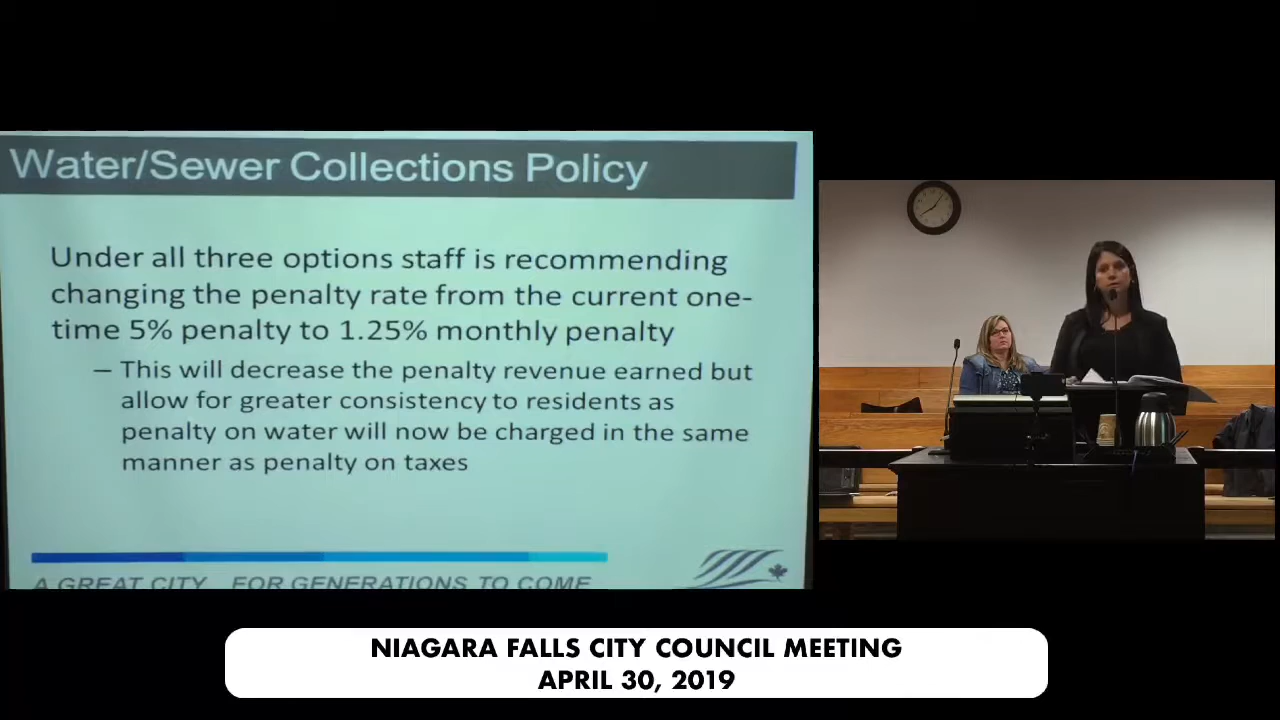 Water/Sewer Collections Policy
Under all three options staff is recommending
changing the penalty rate from the current one-
time 5% penalty to 1.25% monthly penalty
– This will decrease the penalty revenue earned but
allow for greater consistency to residents as
penalty on water will now be charged in the same
manner as penalty on taxes
A GREAT CITY FOR GENERATIONS TO COME
NIAGARA FALLS CITY COUNCIL MEETING
APRIL 30, 2019